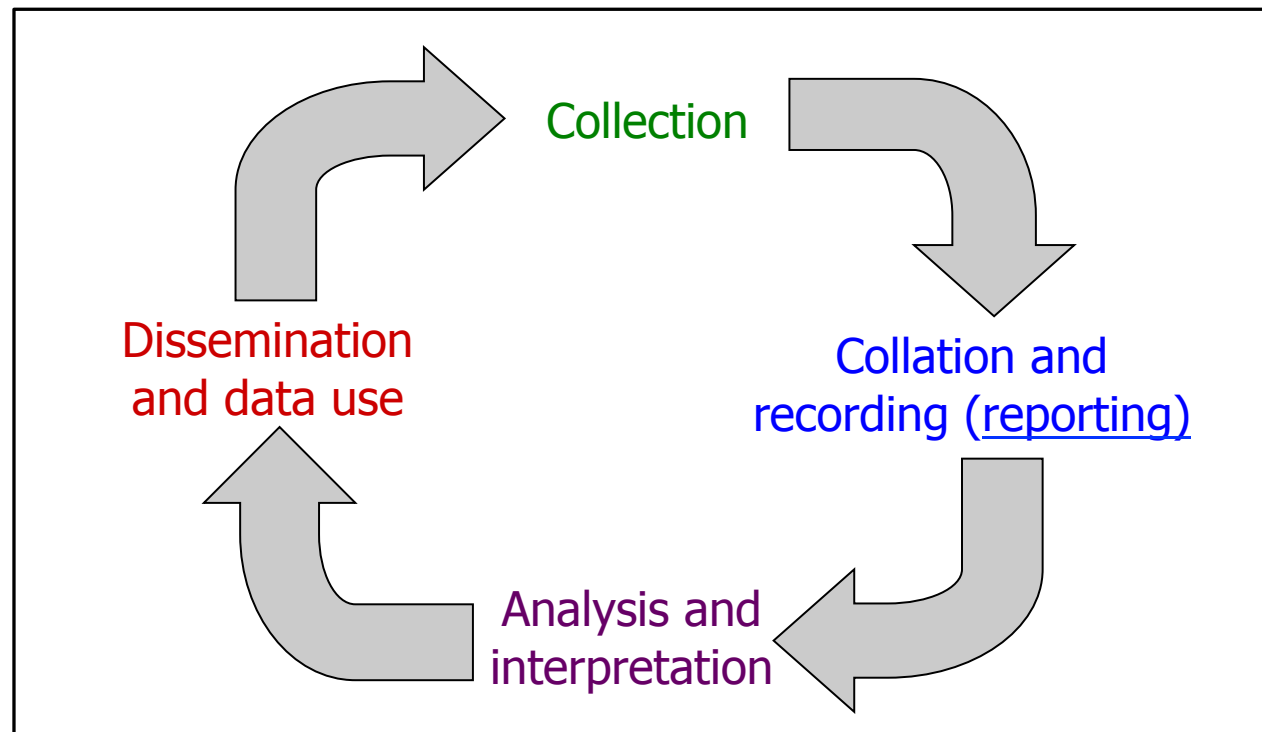 Collection
Collation and
recording (reporting)
Analysis and
interpretation
Dissemination
and data use